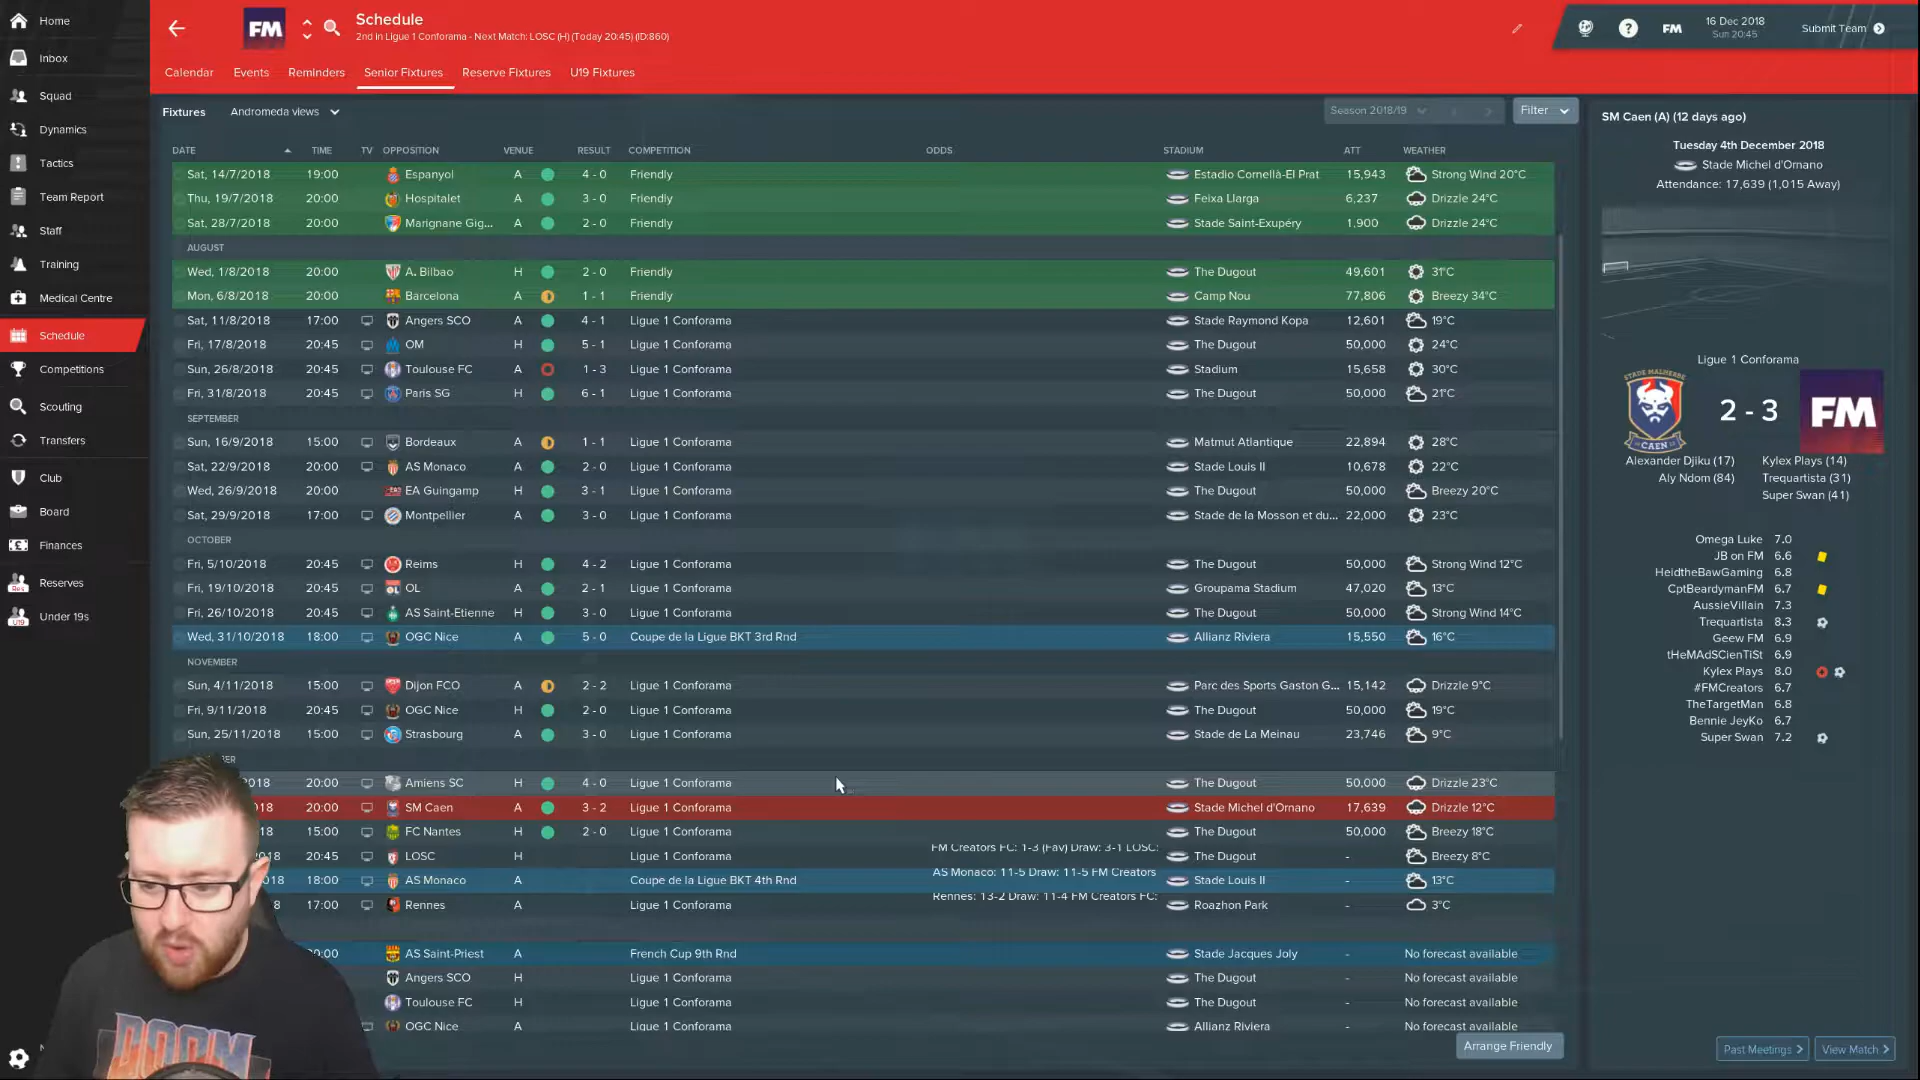 Home
Inbox
Squad
Dynamics
Tactics
Team Report
Staff
Training
Medical Centre
Schedule
Competitions
Scouting
Transfers
Club
Board
Finances
Reserves
Under 19s
FM
Schedule
2nd in Ligue 1 Conforama - Next Match: LOSC (H) (Today 20:45) (ID:860)
16 Dec 2018
Sun 20:45
FM
Submit Team
Calendar Events Reminders Senior Fixtures Reserve Fixtures U19 Fixtures
Fixtures Andromeda views
Season 2018/19 Filter
DATE TIME TV OPPOSITION VENUE RESULT COMPETITION ODDS STADIUM ATT WEATHER
Sat, 14/7/2018 19:00 Espanyol A 4 - 0 Friendly Estadio Cornellà-El Prat 15,943 Strong Wind 20°C
Thu, 19/7/2018 20:00 Hospitalet A 3 - 0 Friendly Feixa Llarga 6,237 Drizzle 24°C
Sat, 28/7/2018 20:00 Marignane Gig... A 2 - 0 Friendly Stade Saint-Exupéry 1,900 Drizzle 24°C
AUGUST
Wed, 1/8/2018 20:00 A. Bilbao H 2 - 0 Friendly The Dugout 49,601 31°C
Mon, 6/8/2018 20:00 Barcelona A 1 - 1 Friendly Camp Nou 77,806 Breezy 34°C
Sat, 11/8/2018 17:00 Angers SCO A 4 - 1 Ligue 1 Conforama Stade Raymond Kopa 12,601 19°C
Fri, 17/8/2018 20:45 OM H 5 - 1 Ligue 1 Conforama The Dugout 50,000 24°C
Sun, 26/8/2018 20:45 Toulouse FC A 1 - 3 Ligue 1 Conforama Stadium 15,658 30°C
Fri, 31/8/2018 20:45 Paris SG H 6 - 1 Ligue 1 Conforama The Dugout 50,000 21°C
SEPTEMBER
Sun, 16/9/2018 15:00 Bordeaux A 1 - 1 Ligue 1 Conforama Matmut Atlantique 22,894 28°C
Sat, 22/9/2018 20:00 AS Monaco A 2 - 0 Ligue 1 Conforama Stade Louis II 10,678 22°C
Wed, 26/9/2018 20:00 EA Guingamp H 3 - 1 Ligue 1 Conforama The Dugout 50,000 Breezy 20°C
Sat, 29/9/2018 17:00 Montpellier A 3 - 0 Ligue 1 Conforama Stade de la Mosson et du... 22,000 23°C
OCTOBER
Fri, 5/10/2018 20:45 Reims H 4 - 2 Ligue 1 Conforama The Dugout 50,000 Strong Wind 12°C
Fri, 19/10/2018 20:45 OL A 2 - 1 Ligue 1 Conforama Groupama Stadium 47,020 13°C
Fri, 26/10/2018 20:45 AS Saint-Etienne H 3 - 0 Ligue 1 Conforama The Dugout 50,000 Strong Wind 14°C
Wed, 31/10/2018 18:00 OGC Nice A 5 - 0 Coupe de la Ligue BKT 3rd Rnd Allianz Riviera 15,550 16°C
NOVEMBER
Sun, 4/11/2018 15:00 Dijon FCO A 2 - 2 Ligue 1 Conforama Parc des Sports Gaston G... 15,142 Drizzle 9°C
Fri, 9/11/2018 20:45 OGC Nice H 2 - 0 Ligue 1 Conforama The Dugout 50,000 19°C
Sun, 25/11/2018 15:00 Strasbourg A 3 - 0 Ligue 1 Conforama Stade de La Meinau 23,746 9°C
BER
2018 20:00 Amiens SC H 4 - 0 Ligue 1 Conforama The Dugout 50,000 Drizzle 23°C
18 20:00 SM Caen A 3 - 2 Ligue 1 Conforama Stade Michel d'Ornano 17,639 Drizzle 12°C
18 15:00 FC Nantes H 2 - 0 Ligue 1 Conforama The Dugout 50,000 Breezy 18°C
018 20:45 LOSC H Ligue 1 Conforama FM Creators FC: 1-3 (Fav) Draw: 3-1 LOSC: The Dugout - Breezy 8°C
018 18:00 AS Monaco A Coupe de la Ligue BKT 4th Rnd AS Monaco: 11-5 Draw: 11-5 FM Creators Stade Louis II - 13°C
8 17:00 Rennes A Ligue 1 Conforama Rennes: 13-2 Draw: 11-4 FM Creators FC: Roazhon Park - 3°C
0:00 AS Saint-Priest A French Cup 9th Rnd Stade Jacques Joly - No forecast available
Angers SCO H Ligue 1 Conforama The Dugout - No forecast available
Toulouse FC H Ligue 1 Conforama The Dugout - No forecast available
OGC Nice A Ligue 1 Conforama Allianz Riviera - No forecast available
Arrange Friendly
SM Caen (A) (12 days ago)
Tuesday 4th December 2018
Stade Michel d'Ornano
Attendance: 17,639 (1,015 Away)
Ligue 1 Conforama
STADE MALHERBE
CAEN
2 - 3
FM
Alexander Djiku (17) Kylex Plays (14)
Aly Ndom (84) Trequartista (31)
Super Swan (41)
Omega Luke 7.0
JB on FM 6.6
HeidtheBawGaming 6.8
CptBeardymanFM 6.7
AussieVillain 7.3
Trequartista 8.3
Geew FM 6.9
tHeMAdSCienTiSt 6.9
Kylex Plays 8.0
#FMCreators 6.7
TheTargetMan 6.8
Bennie JeyKo 6.7
Super Swan 7.2
Past Meetings View Match
DOOM